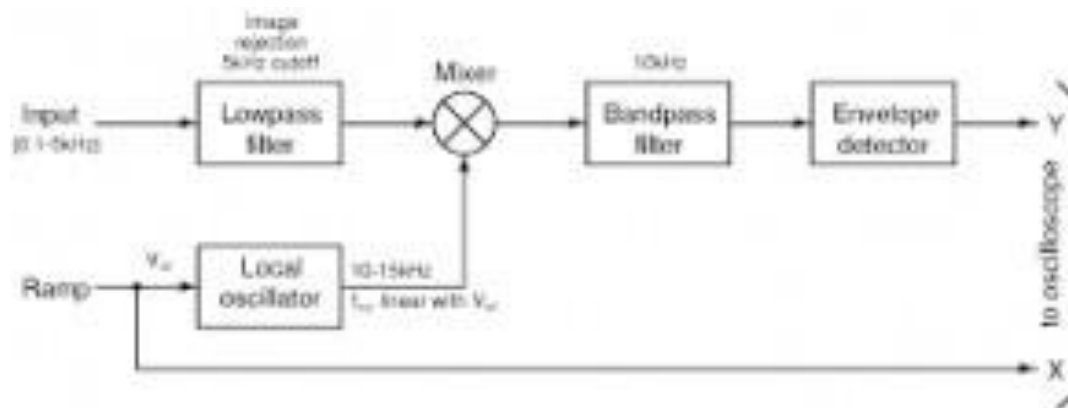 image
rejection
5kHz cutoff
Mixer
10kHz
Input
(0.1-5kHz)
Lowpass
filter
Bandpass
filter
Envelope
detector
Y
to oscilloscope
Ramp
Local
oscillator
10-15kHz
linear with
X